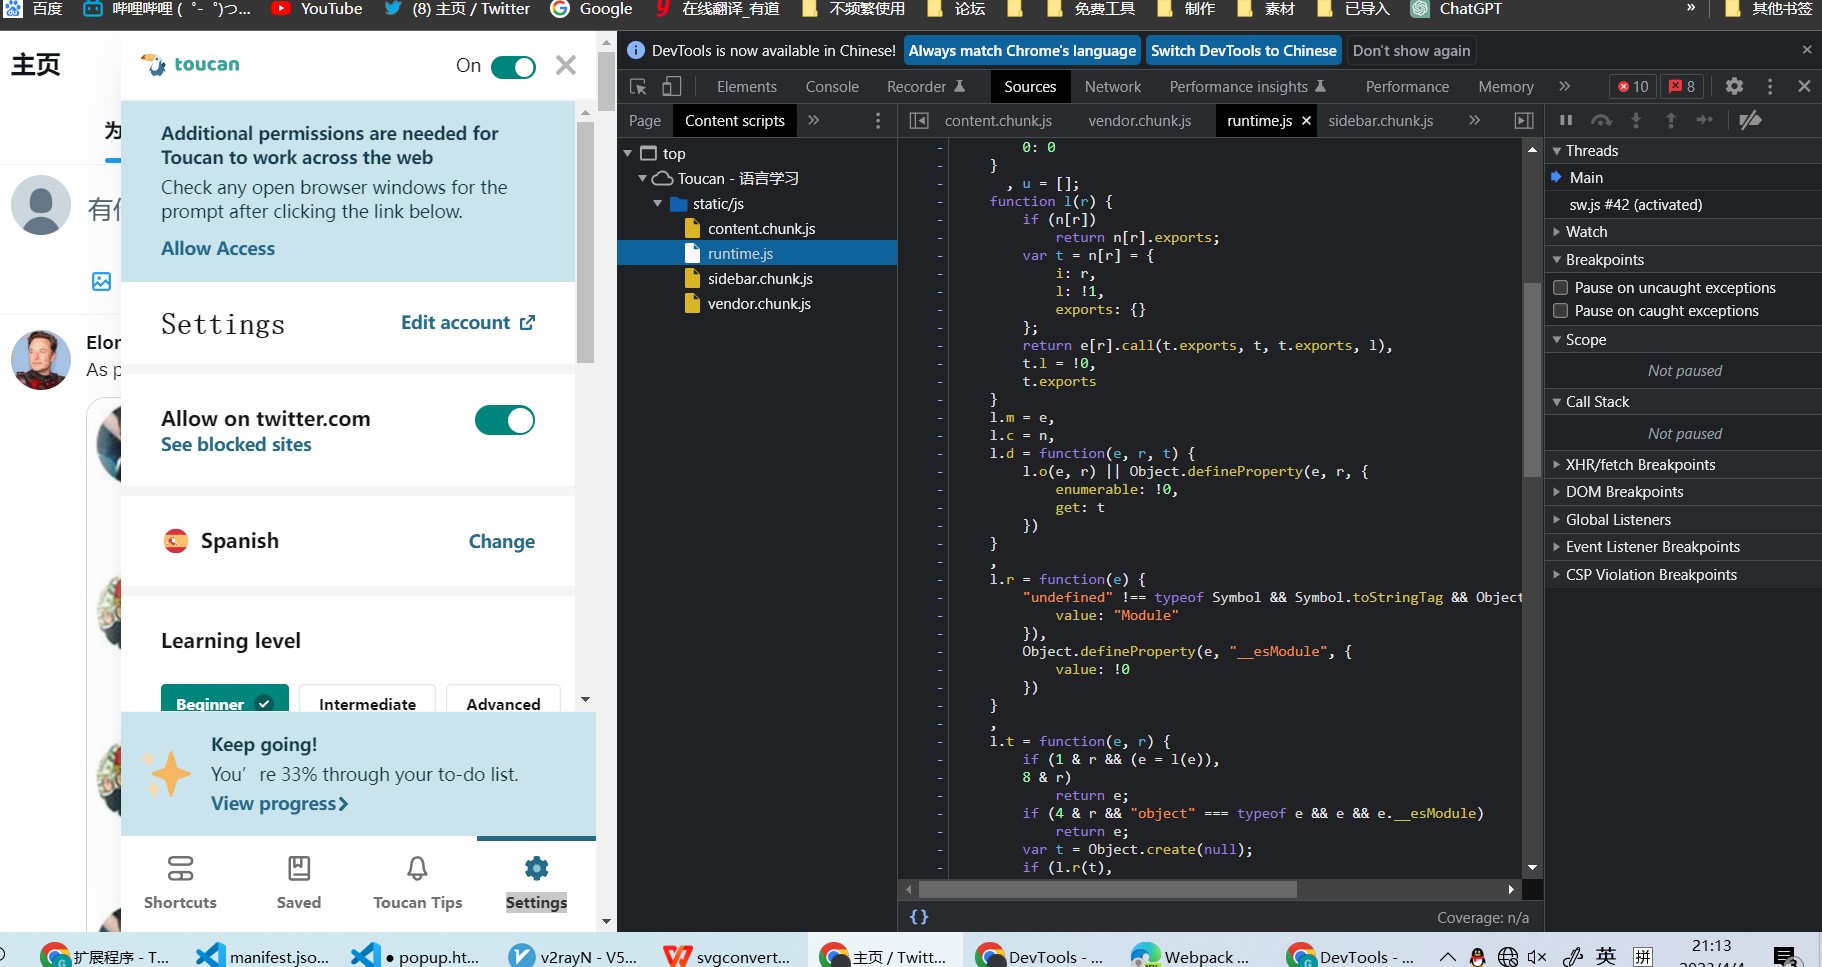 百度
哔哩哔哩 ( ゜- ゜)つ...
YouTube
(8) 主页 / Twitter
Google
在线翻译_有道
不频繁使用
论坛
免费工具
制作
素材
已导入
ChatGPT
»
其他书签
主页
toucan
On
为
Additional permissions are needed for
Toucan to work across the web
Check any open browser windows for the
prompt after clicking the link below.
Allow Access
Settings
Edit account
Elon
As p
Allow on twitter.com
See blocked sites
Spanish
Change
Learning level
Beginner
Intermediate
Advanced
Keep going!
You’re 33% through your to-do list.
View progress
Shortcuts
Saved
Toucan Tips
Settings
DevTools is now available in Chinese!
Always match Chrome's language
Switch DevTools to Chinese
Don't show again
Elements
Console
Recorder
Sources
Network
Performance insights
Performance
Memory
»
10
8
Page
Content scripts
»
content.chunk.js
vendor.chunk.js
runtime.js
sidebar.chunk.js
»
top
Toucan - 语言学习
static/js
content.chunk.js
runtime.js
sidebar.chunk.js
vendor.chunk.js
0: 0
}
, u = [];
function l(r) {
if (n[r])
return n[r].exports;
var t = n[r] = {
i: r,
l: !1,
exports: {}
};
return e[r].call(t.exports, t, t.exports, l),
t.l = !0,
t.exports
}
l.m = e,
l.c = n,
l.d = function(e, r, t) {
l.o(e, r) || Object.defineProperty(e, r, {
enumerable: !0,
get: t
})
}
,
l.r = function(e) {
"undefined" !== typeof Symbol && Symbol.toStringTag && Object
value: "Module"
}),
Object.defineProperty(e, "__esModule", {
value: !0
})
}
,
l.t = function(e, r) {
if (1 & r && (e = l(e)),
8 & r)
return e;
if (4 & r && "object" === typeof e && e && e.__esModule)
return e;
var t = Object.create(null);
if (l.r(t),
{}
Coverage: n/a
Threads
Main
sw.js #42 (activated)
Watch
Breakpoints
Pause on uncaught exceptions
Pause on caught exceptions
Scope
Not paused
Call Stack
Not paused
XHR/fetch Breakpoints
DOM Breakpoints
Global Listeners
Event Listener Breakpoints
CSP Violation Breakpoints
扩展程序 - T...
manifest.jso...
● popup.ht...
v2rayN - V5...
svgconvert...
主页 / Twitt...
DevTools - ...
Webpack ...
DevTools - ...
英
拼
21:13